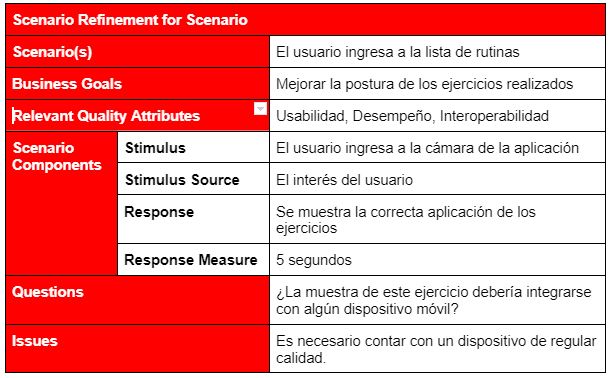 Scenario Refinement for Scenario
Scenario(s)
El usuario ingresa a la lista de rutinas
Business Goals
Mejorar la postura de los ejercicios realizados
Relevant Quality Attributes
Usabilidad, Desempeño, Interoperabilidad
Scenario
Components
Stimulus
El usuario ingresa a la cámara de la aplicación
Stimulus Source
El interés del usuario
Response
Se muestra la correcta aplicación de los
ejercicios
Response Measure
5 segundos
Questions
¿La muestra de este ejercicio debería integrarse
con algún dispositivo móvil?
Issues
Es necesario contar con un dispositivo de regular
calidad.